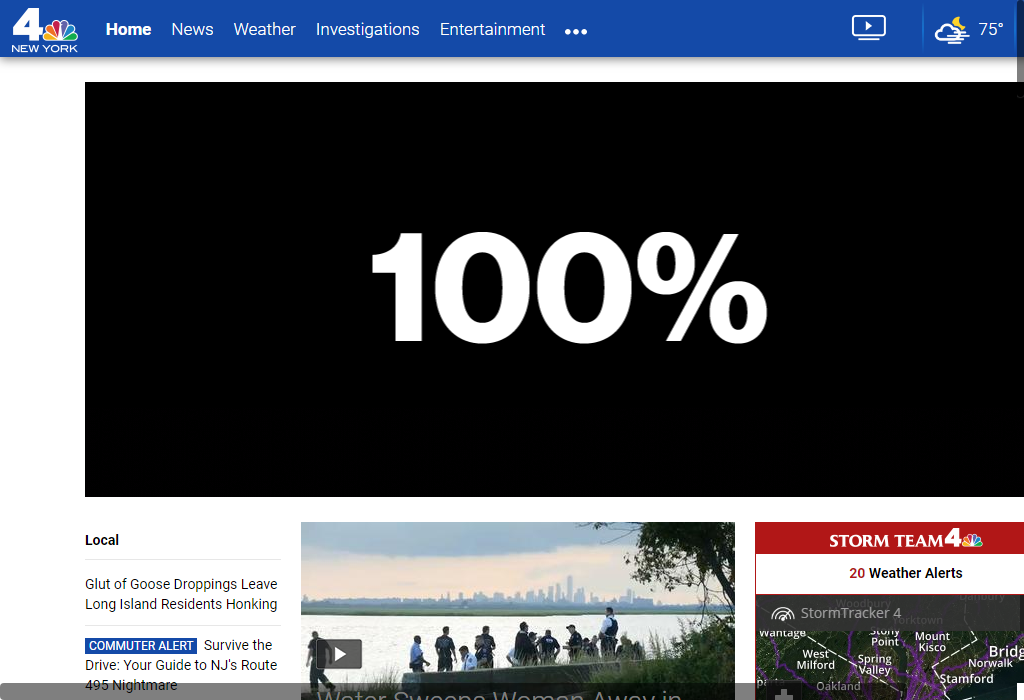 4
NEW YORK
Home News Weather Investigations Entertainment
75°
100%
Local
Glut of Goose Droppings Leave
Long Island Residents Honking
COMMUTER ALERT Survive the
Drive: Your Guide to NJ's Route
495 Nightmare
Water Sweeps Woman Away in
STORM TEAM 4
20 Weather Alerts
StormTracker 4
Woodbury
Danbury
Yorktown
Wantage
Stony
Point
Mount
Kisco
West
Milford
Spring
Valley
Bridg
Norwalk
Stamford
Oakland